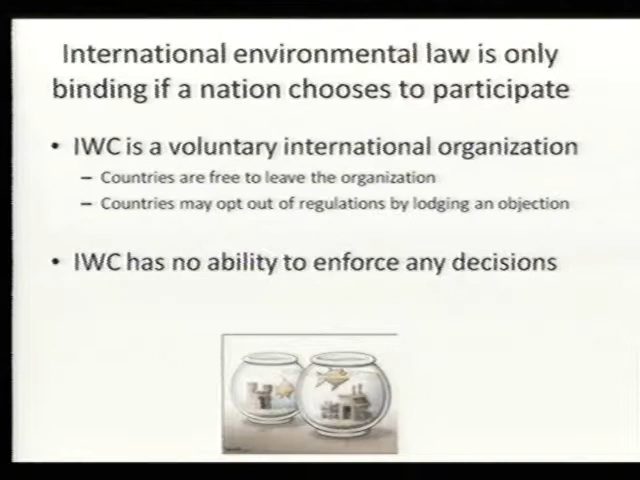 International environmental law is only
binding if a nation chooses to participate
• IWC is a voluntary international organization
– Countries are free to leave the organization
– Countries may opt out of regulations by lodging an objection
• IWC has no ability to enforce any decisions